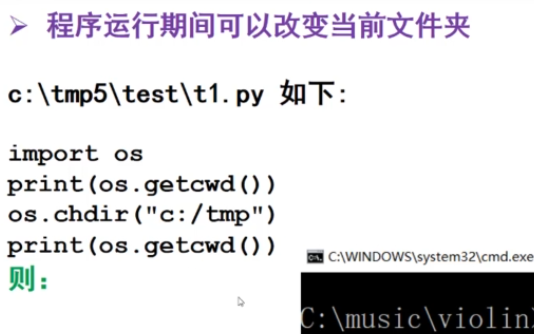 ➢ 程序运行期间可以改变当前文件夹
c:\tmp5\test\t1.py 如下:
import os
print(os.getcwd())
os.chdir("c:/tmp")
print(os.getcwd())
则:
C:\WINDOWS\system32\cmd.exe
C:\music\violin>